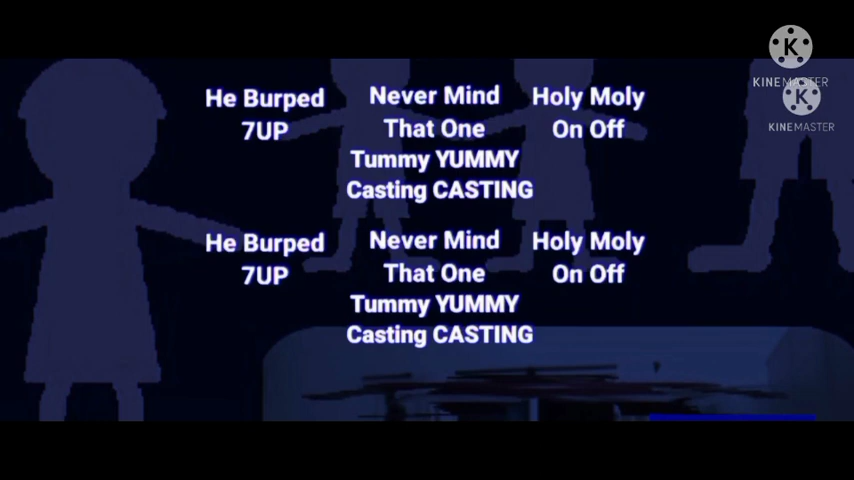 He Burped
7UP
Never Mind
That One
Holy Moly
On Off
Tummy YUMMY
Casting CASTING
He Burped
7UP
Never Mind
That One
Holy Moly
On Off
Tummy YUMMY
Casting CASTING
K
KINEMASTER
K
KINEMASTER